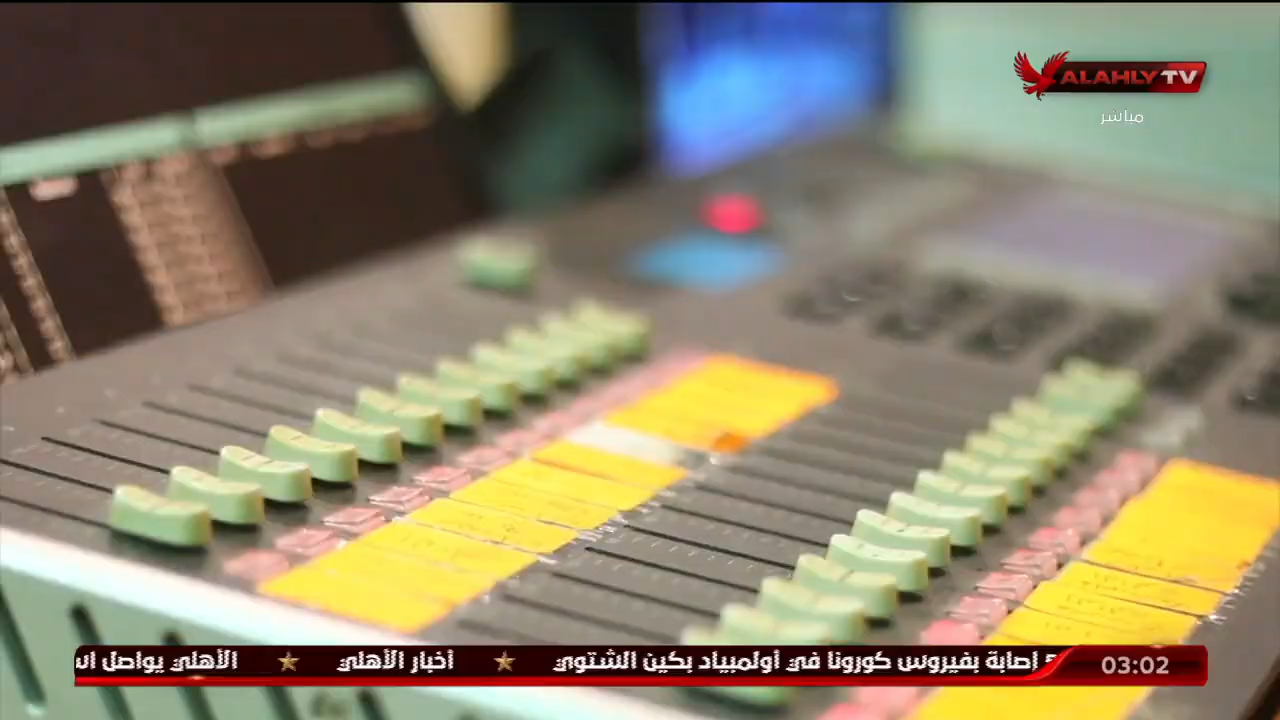 ALAHLY TV
مباشر
إصابة بفيروس كورونا في أولمبياد بكين الشتوي ★ أخبار الأهلي ★ الأهلي يواصل
03:02